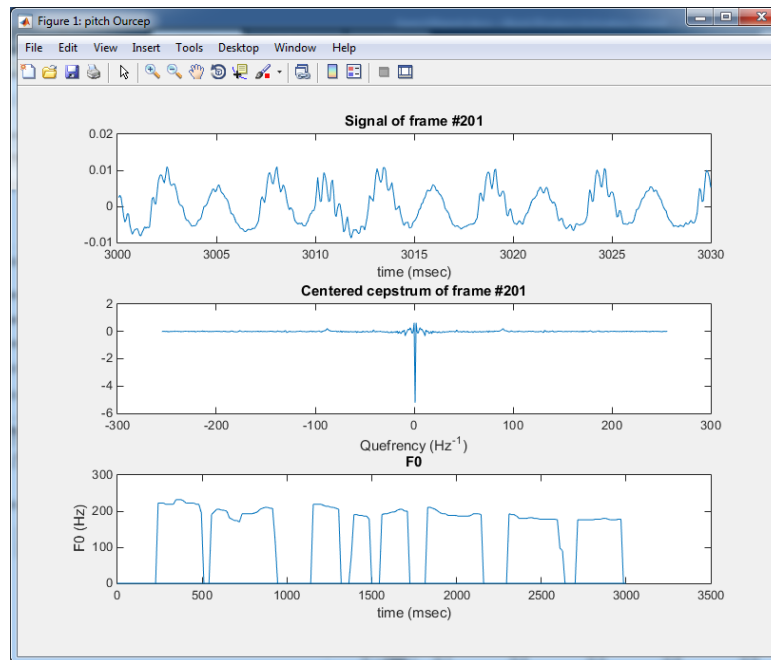 Figure 1: pitch Ourcep
File Edit View Insert Tools Desktop Window Help
Signal of frame #201
0.02
0.01
0
-0.01
3000 3005 3010 3015 3020 3025 3030
time (msec)
Centered cepstrum of frame #201
2
0
-2
-4
-6
-300 -200 -100 0 100 200 300
Quefrency (Hz⁻¹)
F0
F0 (Hz)
300
200
100
0
0 500 1000 1500 2000 2500 3000 3500
time (msec)